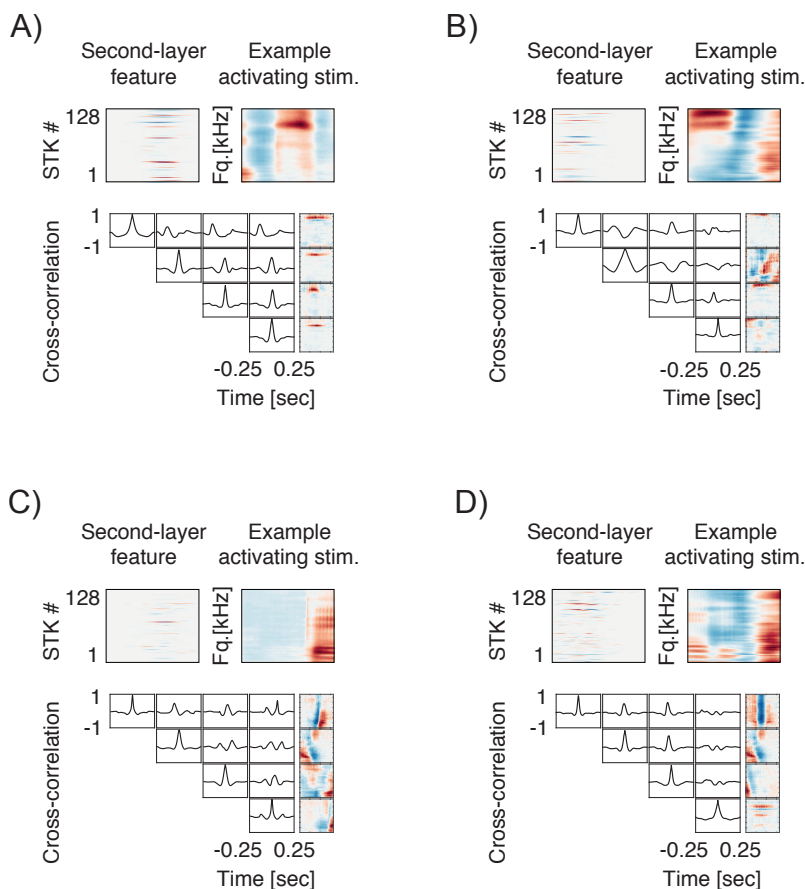 A)
Second-layer
feature
Example
activating stim.
STK #
128
1
Fq.[kHz]
Cross-correlation
1
-1
-0.25 0.25
Time [sec]
B)
Second-layer
feature
Example
activating stim.
STK #
128
1
Fq.[kHz]
Cross-correlation
1
-1
-0.25 0.25
Time [sec]
C)
Second-layer
feature
Example
activating stim.
STK #
128
1
Fq.[kHz]
Cross-correlation
1
-1
-0.25 0.25
Time [sec]
D)
Second-layer
feature
Example
activating stim.
STK #
128
1
Fq.[kHz]
Cross-correlation
1
-1
-0.25 0.25
Time [sec]